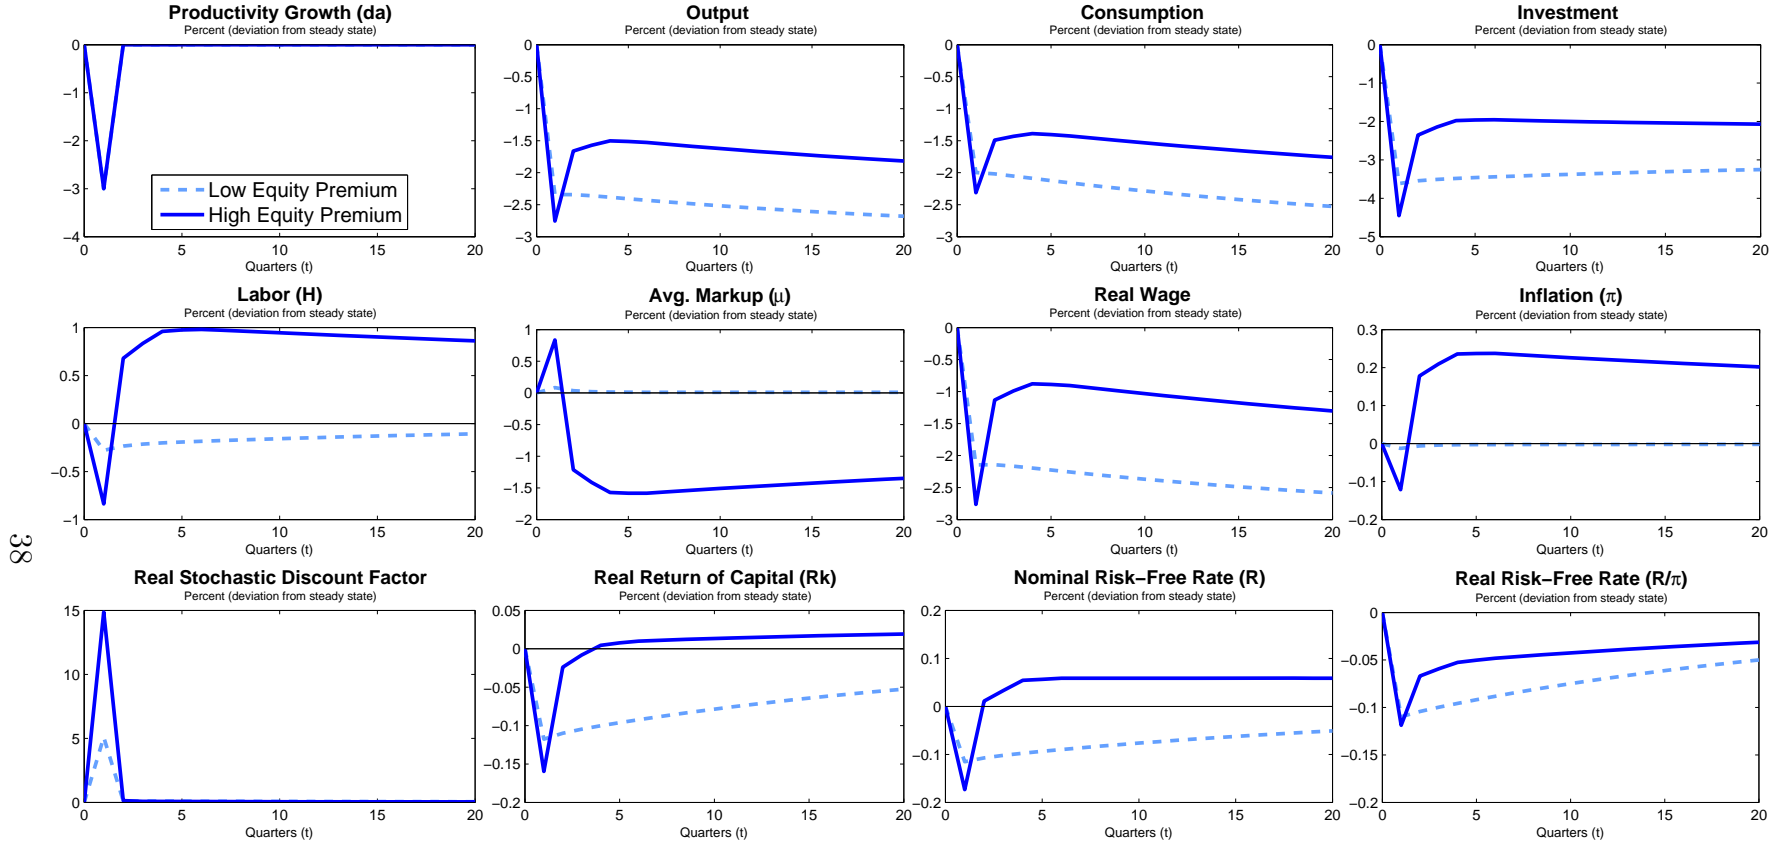 Productivity Growth (da)
Percent (deviation from steady state)
0
−1
−2
−3
−4
0 5 10 15 20
Low Equity Premium
High Equity Premium
Output
Percent (deviation from steady state)
0
−0.5
−1
−1.5
−2
−2.5
−3
0 5 10 15 20
Quarters (t)
Consumption
Percent (deviation from steady state)
0
−0.5
−1
−1.5
−2
−2.5
−3
0 5 10 15 20
Quarters (t)
Investment
Percent (deviation from steady state)
0
−1
−2
−3
−4
−5
0 5 10 15 20
Quarters (t)
Labor (H)
Percent (deviation from steady state)
1
0.5
0
−0.5
−1
0 5 10 15 20
Quarters (t)
Avg. Markup (μ)
Percent (deviation from steady state)
1
0.5
0
−0.5
−1
−1.5
−2
0 5 10 15 20
Quarters (t)
Real Wage
Percent (deviation from steady state)
0
−0.5
−1
−1.5
−2
−2.5
−3
0 5 10 15 20
Quarters (t)
Inflation (π)
Percent (deviation from steady state)
0.3
0.2
0.1
0
−0.1
−0.2
0 5 10 15 20
Quarters (t)
Real Stochastic Discount Factor
Percent (deviation from steady state)
15
10
5
0
0 5 10 15 20
Quarters (t)
Real Return of Capital (Rk)
Percent (deviation from steady state)
0.05
0
−0.05
−0.1
−0.15
−0.2
0 5 10 15 20
Quarters (t)
Nominal Risk−Free Rate (R)
Percent (deviation from steady state)
0.2
0.1
0
−0.1
−0.2
0 5 10 15 20
Quarters (t)
Real Risk−Free Rate (R/π)
Percent (deviation from steady state)
0
−0.05
−0.1
−0.15
−0.2
0 5 10 15 20
Quarters (t)
38